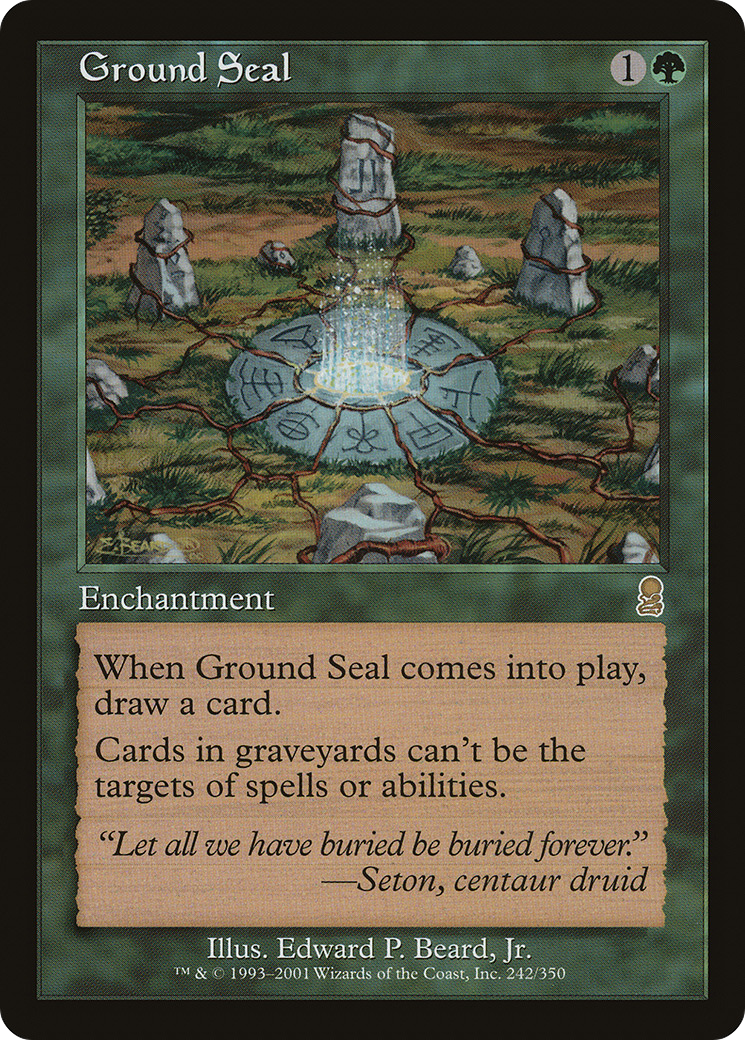 Ground Seal
1
Enchantment
When Ground Seal comes into play,
draw a card.
Cards in graveyards can't be the
targets of spells or abilities.
“Let all we have buried be buried forever.”
—Seton, centaur druid
Illus. Edward P. Beard, Jr.
™ & © 1993–2001 Wizards of the Coast, Inc. 242/350